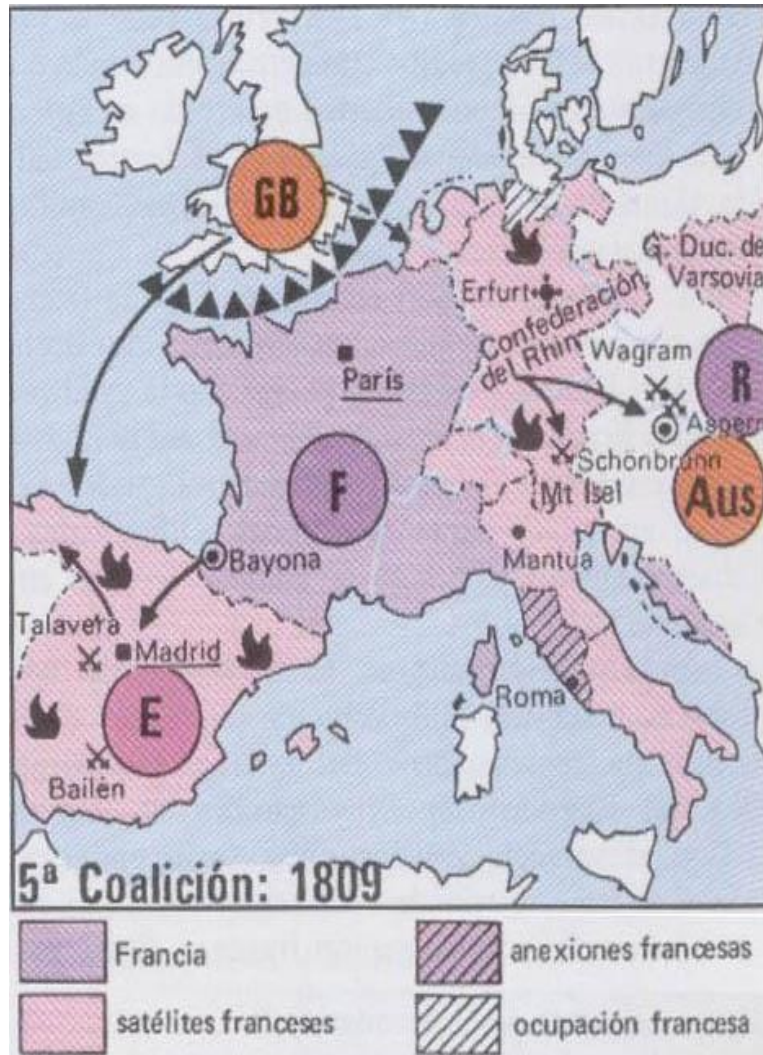 GB
G. Duc. de
Varsovia
Erfurt
Confederación
del Rhin
Wagram
R
París
Aspern
Schönbrunn
F
Mt Isel
Aus
Bayona
Mantua
Talavera
Madrid
Roma
E
Bailén
5ª Coalición: 1809
Francia
anexiones francesas
satélites franceses
ocupación francesa